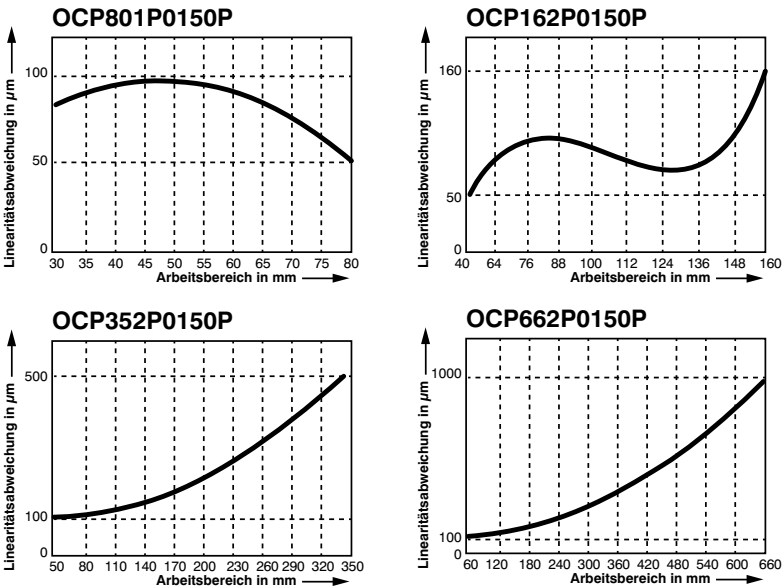 OCP801P0150P
Linearitätsabweichung in µm
100
50
0
30 35 40 45 50 55 60 65 70 75 80
Arbeitsbereich in mm
OCP162P0150P
Linearitätsabweichung in µm
160
50
0
40 64 76 88 100 112 124 136 148 160
Arbeitsbereich in mm
OCP352P0150P
Linearitätsabweichung in µm
500
100
0
50 80 110 140 170 200 230 260 290 320 350
Arbeitsbereich in mm
OCP662P0150P
Linearitätsabweichung in µm
1000
100
0
60 120 180 240 300 360 420 480 540 600 660
Arbeitsbereich in mm